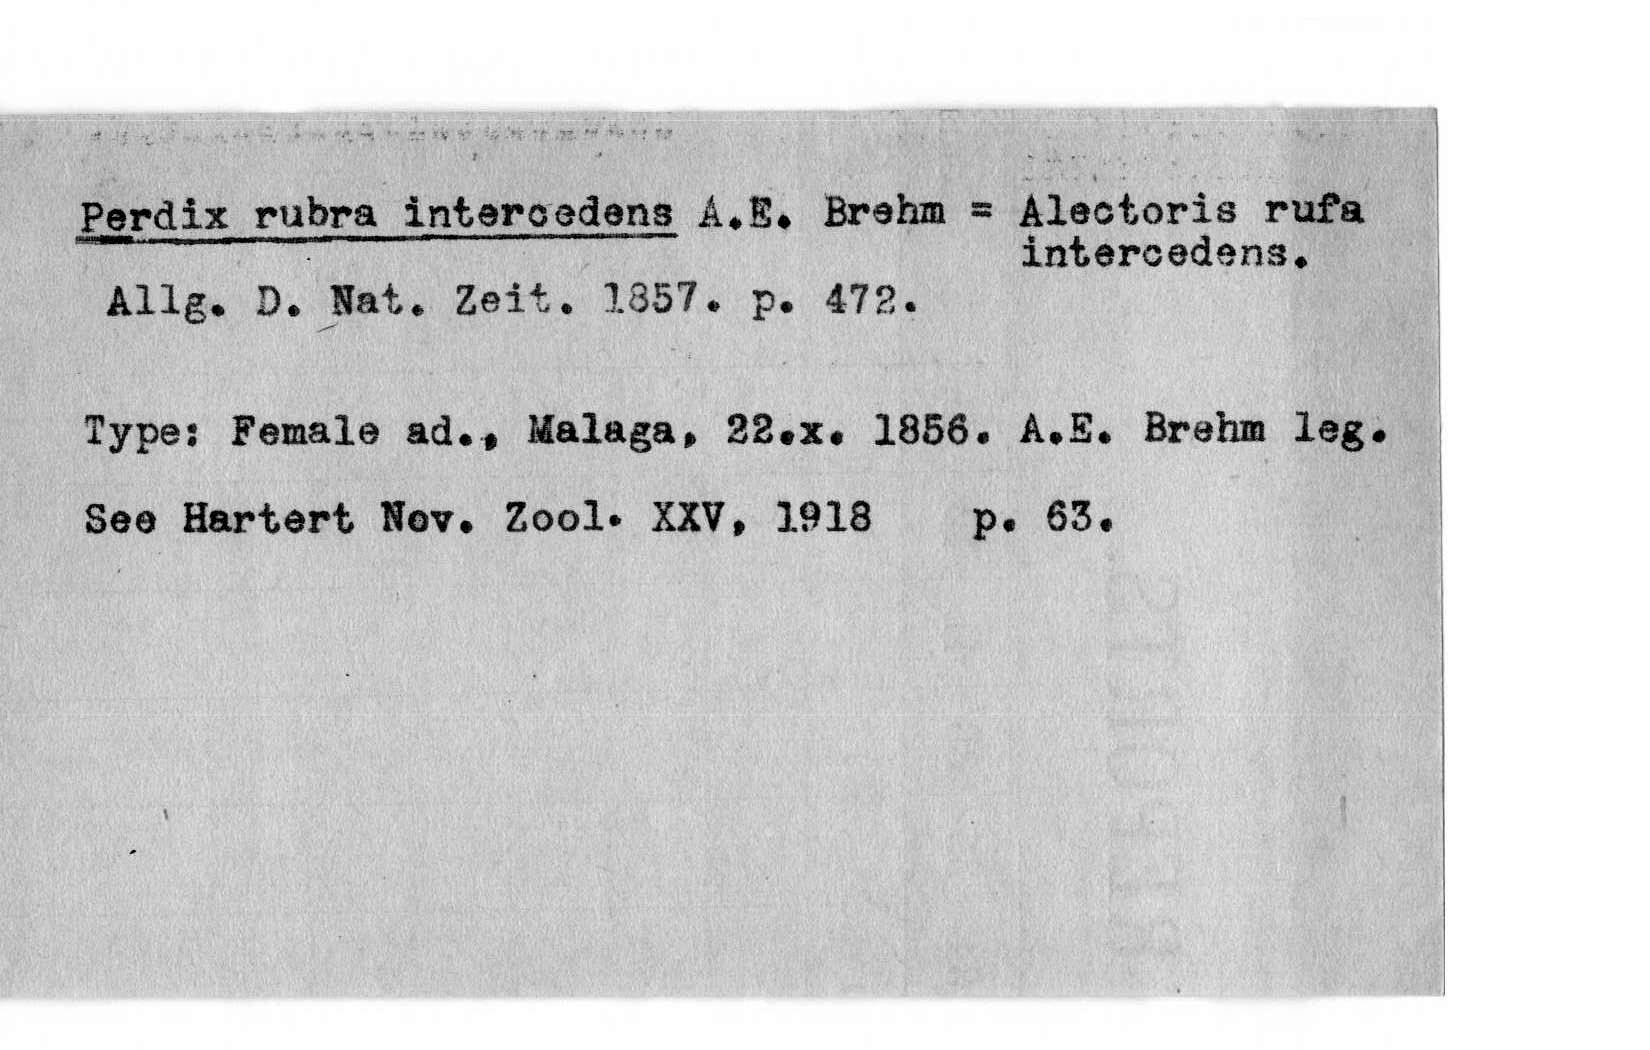 Perdix rubra intercedens A.E. Brehm = Alectoris rufa
intercedens.
Allg. D. Nat. Zeit. 1857. p. 472.
Type: Female ad., Malaga, 22.x. 1856. A.E. Brehm leg.
See Hartert Nov. Zool. XXV, 1918 p. 63.